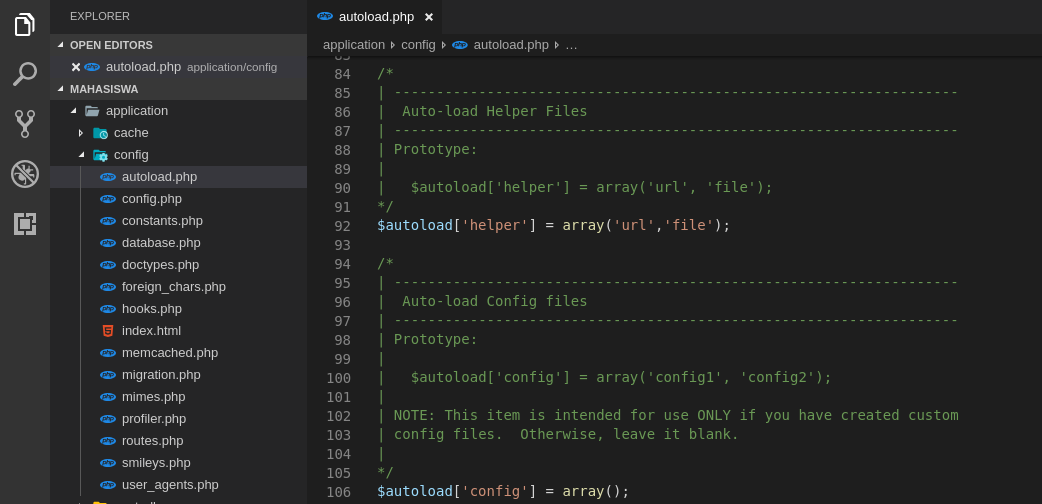 EXPLORER
OPEN EDITORS
autoload.php application/config
MAHASISWA
application
cache
config
autoload.php
config.php
constants.php
database.php
doctypes.php
foreign_chars.php
hooks.php
index.html
memcached.php
migration.php
mimes.php
profiler.php
routes.php
smileys.php
user_agents.php
autoload.php
application config autoload.php ...
84 /*
85 | -------------------------------------------------------------------
86 |  Auto-load Helper Files
87 | -------------------------------------------------------------------
88 | Prototype:
89 |
90 |   $autoload['helper'] = array('url', 'file');
91 */
92 $autoload['helper'] = array('url','file');
93
94 /*
95 | -------------------------------------------------------------------
96 |  Auto-load Config files
97 | -------------------------------------------------------------------
98 | Prototype:
99 |
100 |   $autoload['config'] = array('config1', 'config2');
101 |
102 | NOTE: This item is intended for use ONLY if you have created custom
103 | config files.  Otherwise, leave it blank.
104 |
105 */
106 $autoload['config'] = array();